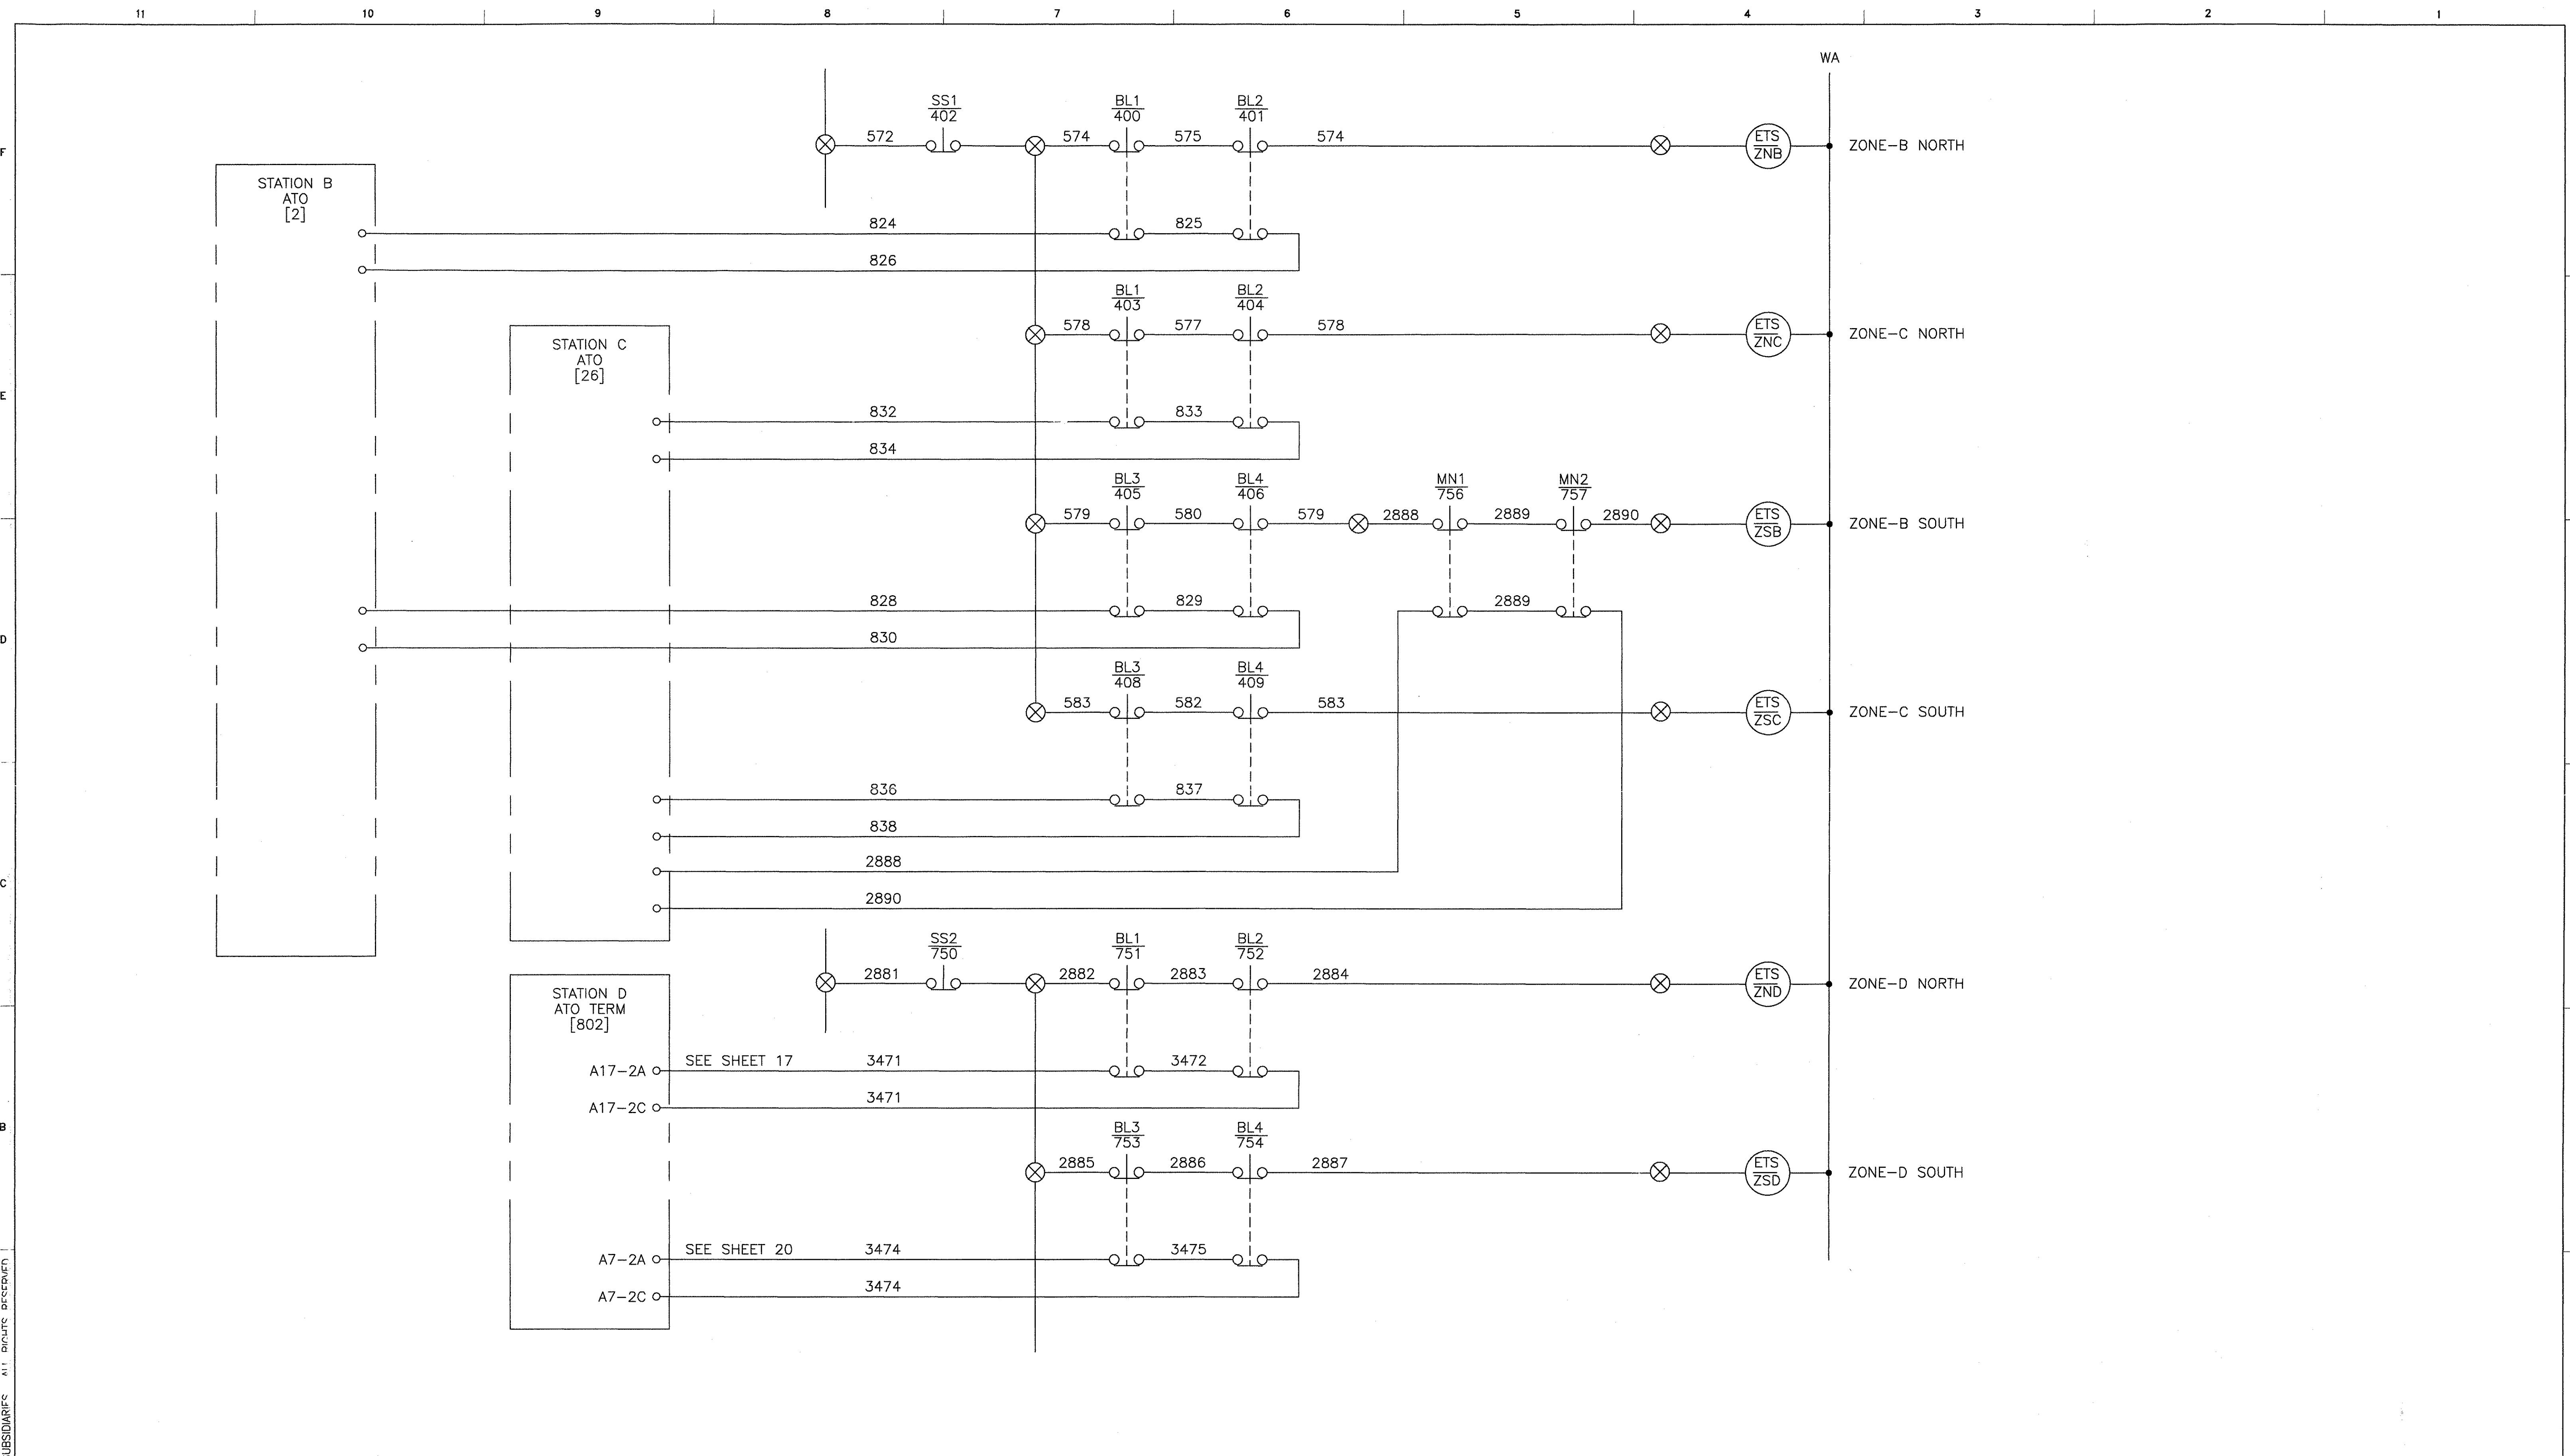 11 10 9 8 7 6 5 4 3 2 1
WA
F
SS1
402
BL1
400
BL2
401
572 574 575 574
ETS
ZNB
ZONE-B NORTH
STATION B
ATO
[2]
824 825
826
BL1
403
BL2
404
578 577 578
ETS
ZNC
ZONE-C NORTH
STATION C
ATO
[26]
E
832 833
834
BL3
405
BL4
406
MN1
756
MN2
757
579 580 579 2888 2889 2890
ETS
ZSB
ZONE-B SOUTH
828 829 2889
D
830
BL3
408
BL4
409
583 582 583
ETS
ZSC
ZONE-C SOUTH
836 837
838
2888
C
2890
SS2
750
BL1
751
BL2
752
2881 2882 2883 2884
ETS
ZND
ZONE-D NORTH
STATION D
ATO TERM
[802]
A17-2A SEE SHEET 17 3471 3472
A17-2C 3471
B
BL3
753
BL4
754
2885 2886 2887
ETS
ZSD
ZONE-D SOUTH
A7-2A SEE SHEET 20 3474 3475
A7-2C 3474
ALL RIGHTS RESERVED